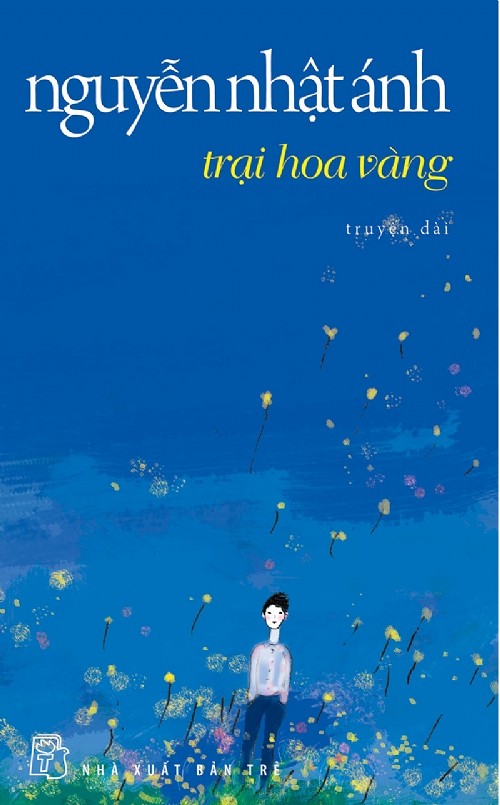 nguyễn nhật ánh
trại hoa vàng
truyện dài
NHÀ XUẤT BẢN TRẺ